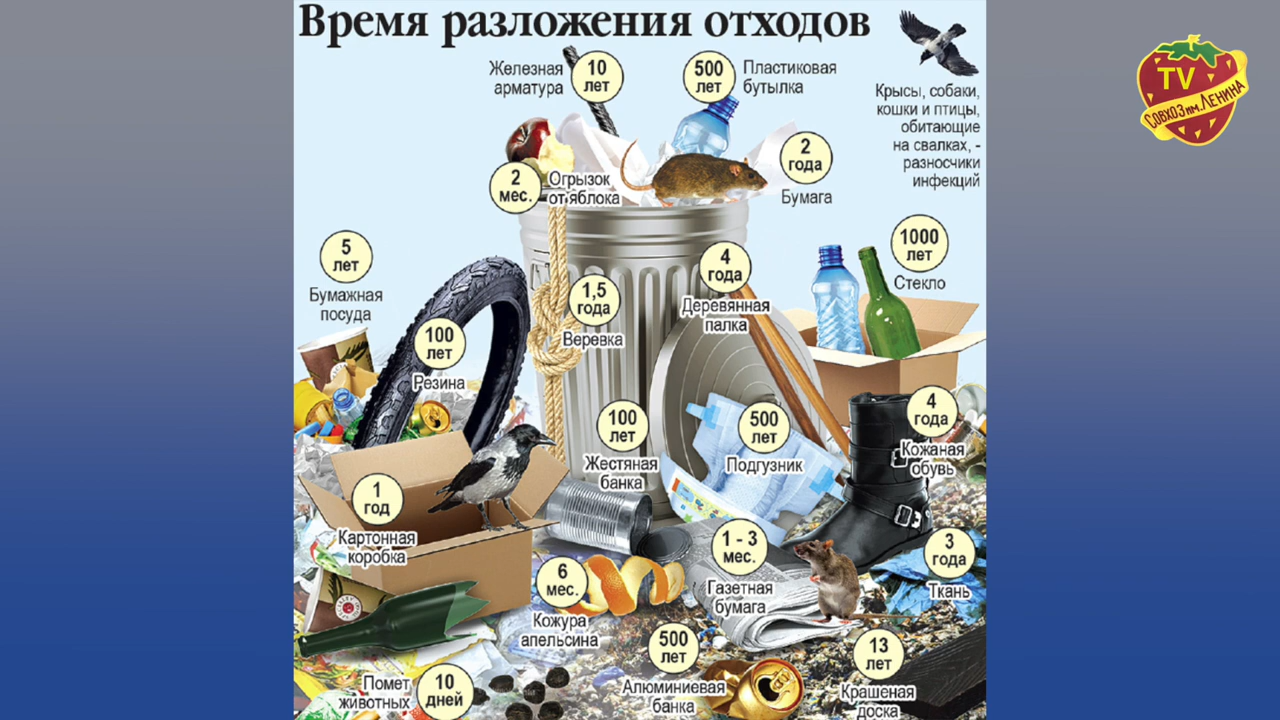 Время разложения отходов
Железная
арматура
10
лет
500
лет
Пластиковая
бутылка
TV
СОВХОЗ им. ЛЕНИНА
Крысы, собаки,
кошки и птицы,
обитающие
на свалках, -
разносчики
инфекций
2
мес.
Огрызок
от яблока
2
года
Бумага
5
лет
Бумажная
посуда
1000
лет
Стекло
4
года
Деревянная
палка
1,5
года
Веревка
100
лет
Резина
100
лет
Жестяная
банка
500
лет
Подгузник
4
года
Кожаная
обувь
1
год
Картонная
коробка
1 - 3
мес.
Газетная
бумага
3
года
Ткань
6
мес.
Кожура
апельсина
500
лет
Алюминиевая
банка
13
лет
Крашеная
доска
Помет
животных
10
дней